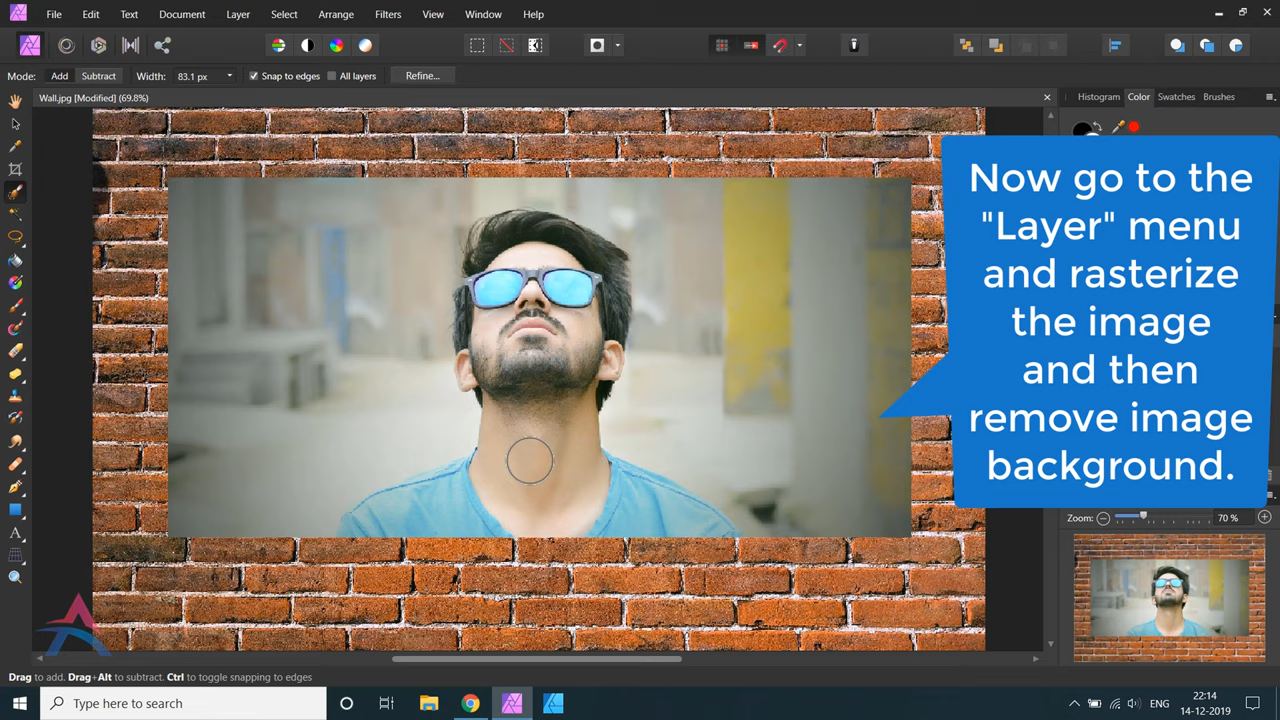 File Edit Text Document Layer Select Arrange Filters View Window Help
Mode: Add Subtract Width: 83.1 px Snap to edges All layers Refine...
Wall.jpg [Modified] (69.8%)
Histogram Color Swatches Brushes
Now go to the
"Layer" menu
and rasterize
the image
and then
remove image
background.
Zoom: 70 %
Drag to add. Drag+Alt to subtract. Ctrl to toggle snapping to edges
Type here to search
ENG
22:14
14-12-2019